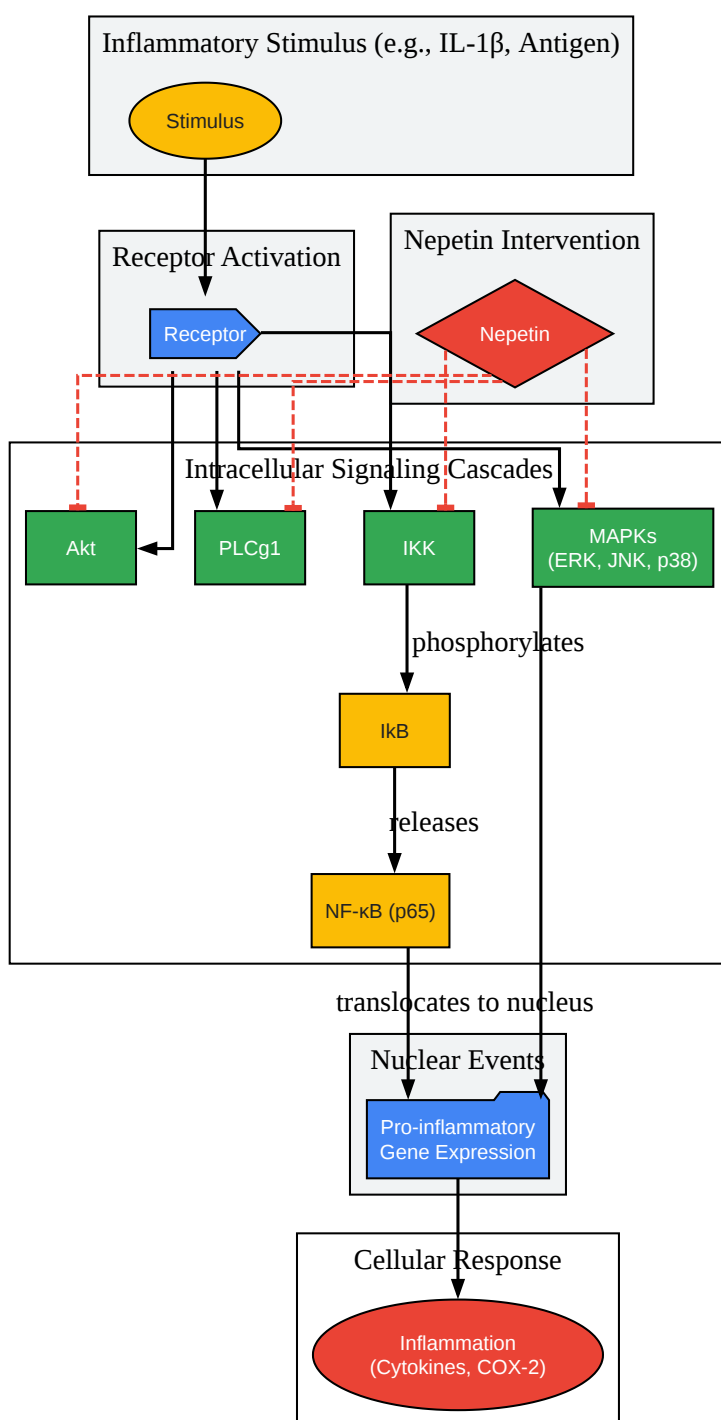 Inflammatory Stimulus (e.g., IL-1β, Antigen)
Stimulus
Receptor Activation
Receptor
Nepetin Intervention
Nepetin
Intracellular Signaling Cascades
Akt
PLCg1
IKK
MAPKs
(ERK, JNK, p38)
phosphorylates
IkB
releases
NF-κB (p65)
translocates to nucleus
Nuclear Events
Pro-inflammatory
Gene Expression
Cellular Response
Inflammation
(Cytokines, COX-2)